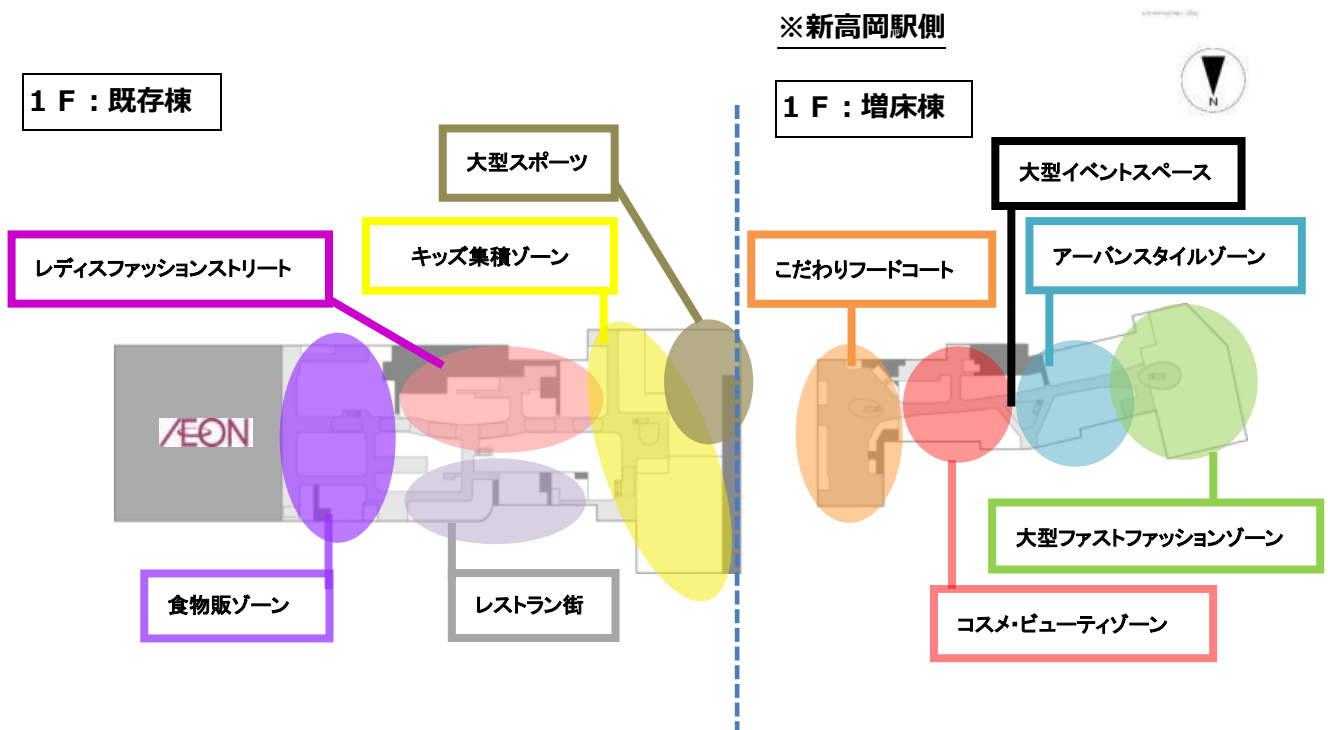 ※新高岡駅側
1F：既存棟
1F：増床棟
N
大型スポーツ
大型イベントスペース
レディスファッションストリート
キッズ集積ゾーン
こだわりフードコート
アーバンスタイルゾーン
ÆON
大型ファストファッションゾーン
食物販ゾーン
レストラン街
コスメ・ビューティゾーン